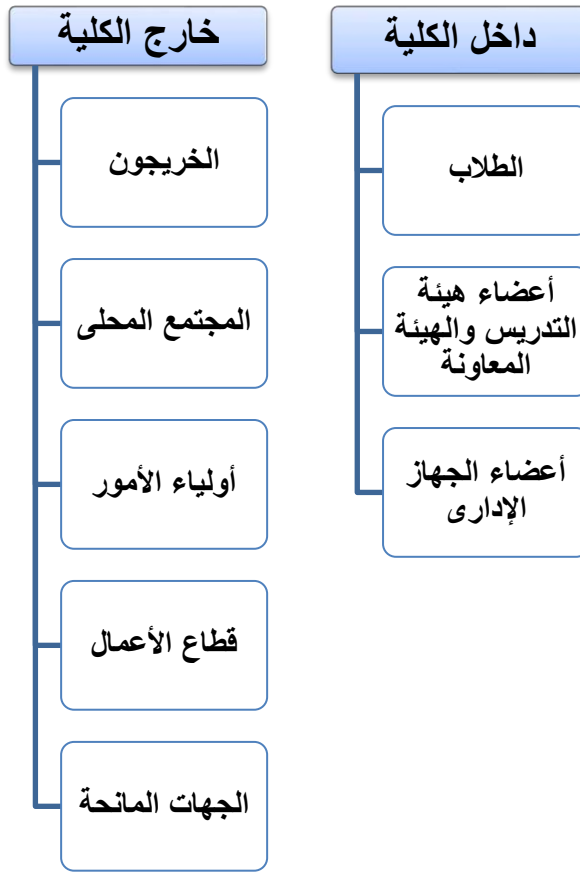 داخل الكلية
الطلاب
أعضاء هيئة
التدريس والهيئة
المعاونة
أعضاء الجهاز
الإدارى
خارج الكلية
الخريجون
المجتمع المحلى
أولياء الأمور
قطاع الأعمال
الجهات المانحة